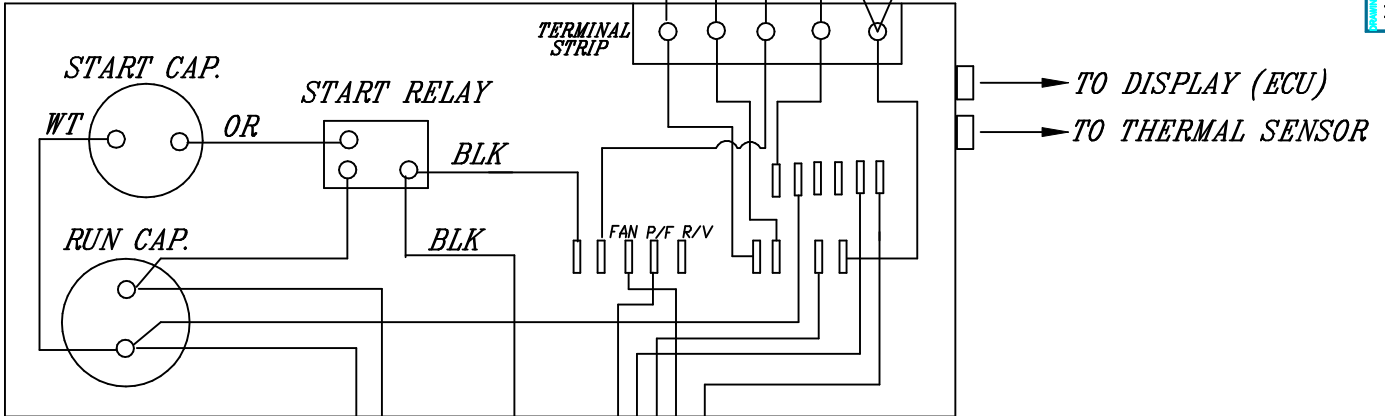 TERMINAL
STRIP
START CAP.
START RELAY
TO DISPLAY (ECU)
TO THERMAL SENSOR
WT
OR
BLK
RUN CAP.
BLK
FAN P/F R/V